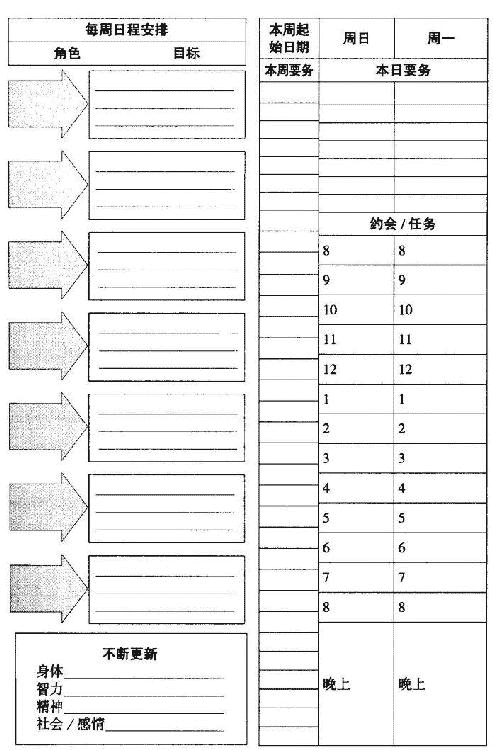 每周日程安排
角色 目标
不断更新
身体
智力
精神
社会/感情
本周起始日期 周日 周一
本周要务 本日要务
约会/任务
8 8
9 9
10 10
11 11
12 12
1 1
2 2
3 3
4 4
5 5
6 6
7 7
8 8
晚上 晚上